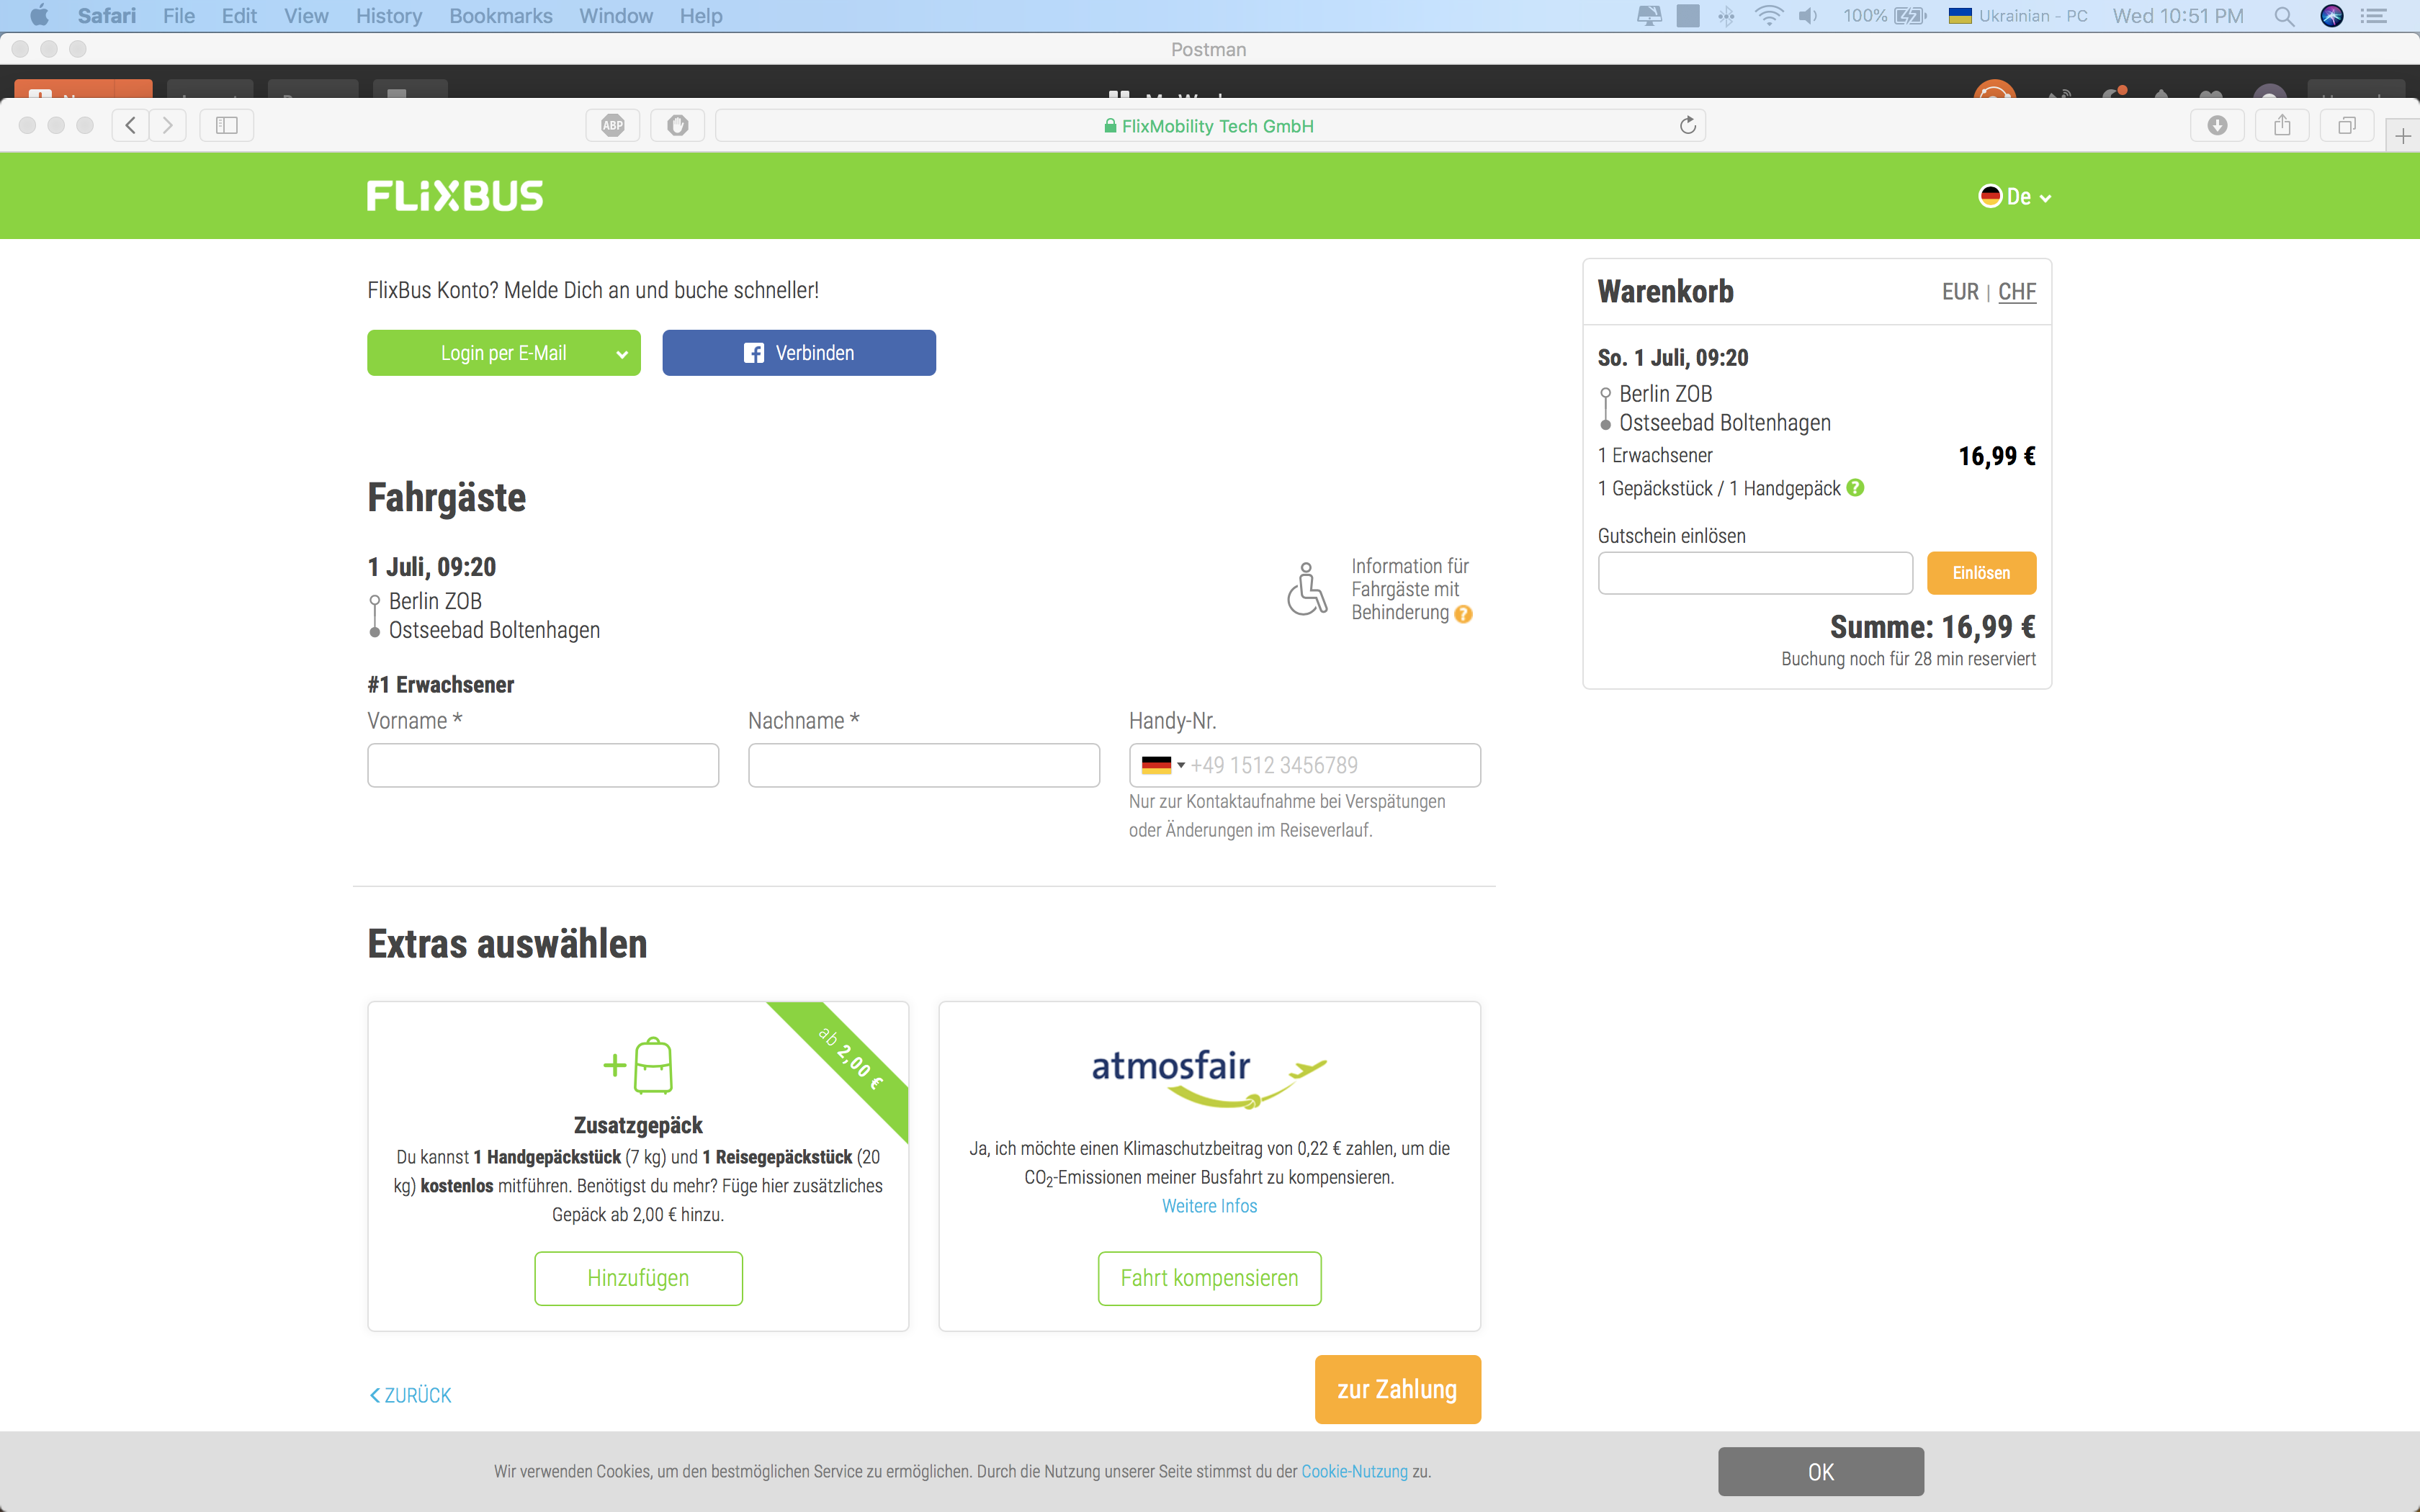 Safari File Edit View History Bookmarks Window Help 100% Ukrainian - PC Wed 10:51 PM
Postman
ABP
FlixMobility Tech GmbH
FLiXBUS
De
FlixBus Konto? Melde Dich an und buche schneller!
Login per E-Mail
Verbinden
Fahrgäste
1 Juli, 09:20
Berlin ZOB
Ostseebad Boltenhagen
Information für
Fahrgäste mit
Behinderung ?
#1 Erwachsener
Vorname *
Nachname *
Handy-Nr.
+49 1512 3456789
Nur zur Kontaktaufnahme bei Verspätungen
oder Änderungen im Reiseverlauf.
Extras auswählen
ab 2,00 €
Zusatzgepäck
Du kannst 1 Handgepäckstück (7 kg) und 1 Reisegepäckstück (20
kg) kostenlos mitführen. Benötigst du mehr? Füge hier zusätzliches
Gepäck ab 2,00 € hinzu.
Hinzufügen
atmosfair
Ja, ich möchte einen Klimaschutzbeitrag von 0,22 € zahlen, um die
CO₂-Emissionen meiner Busfahrt zu kompensieren.
Weitere Infos
Fahrt kompensieren
ZURÜCK
zur Zahlung
Warenkorb
EUR | CHF
So. 1 Juli, 09:20
Berlin ZOB
Ostseebad Boltenhagen
1 Erwachsener
16,99 €
1 Gepäckstück / 1 Handgepäck ?
Gutschein einlösen
Einlösen
Summe: 16,99 €
Buchung noch für 28 min reserviert
Wir verwenden Cookies, um den bestmöglichen Service zu ermöglichen. Durch die Nutzung unserer Seite stimmst du der Cookie-Nutzung zu.
OK